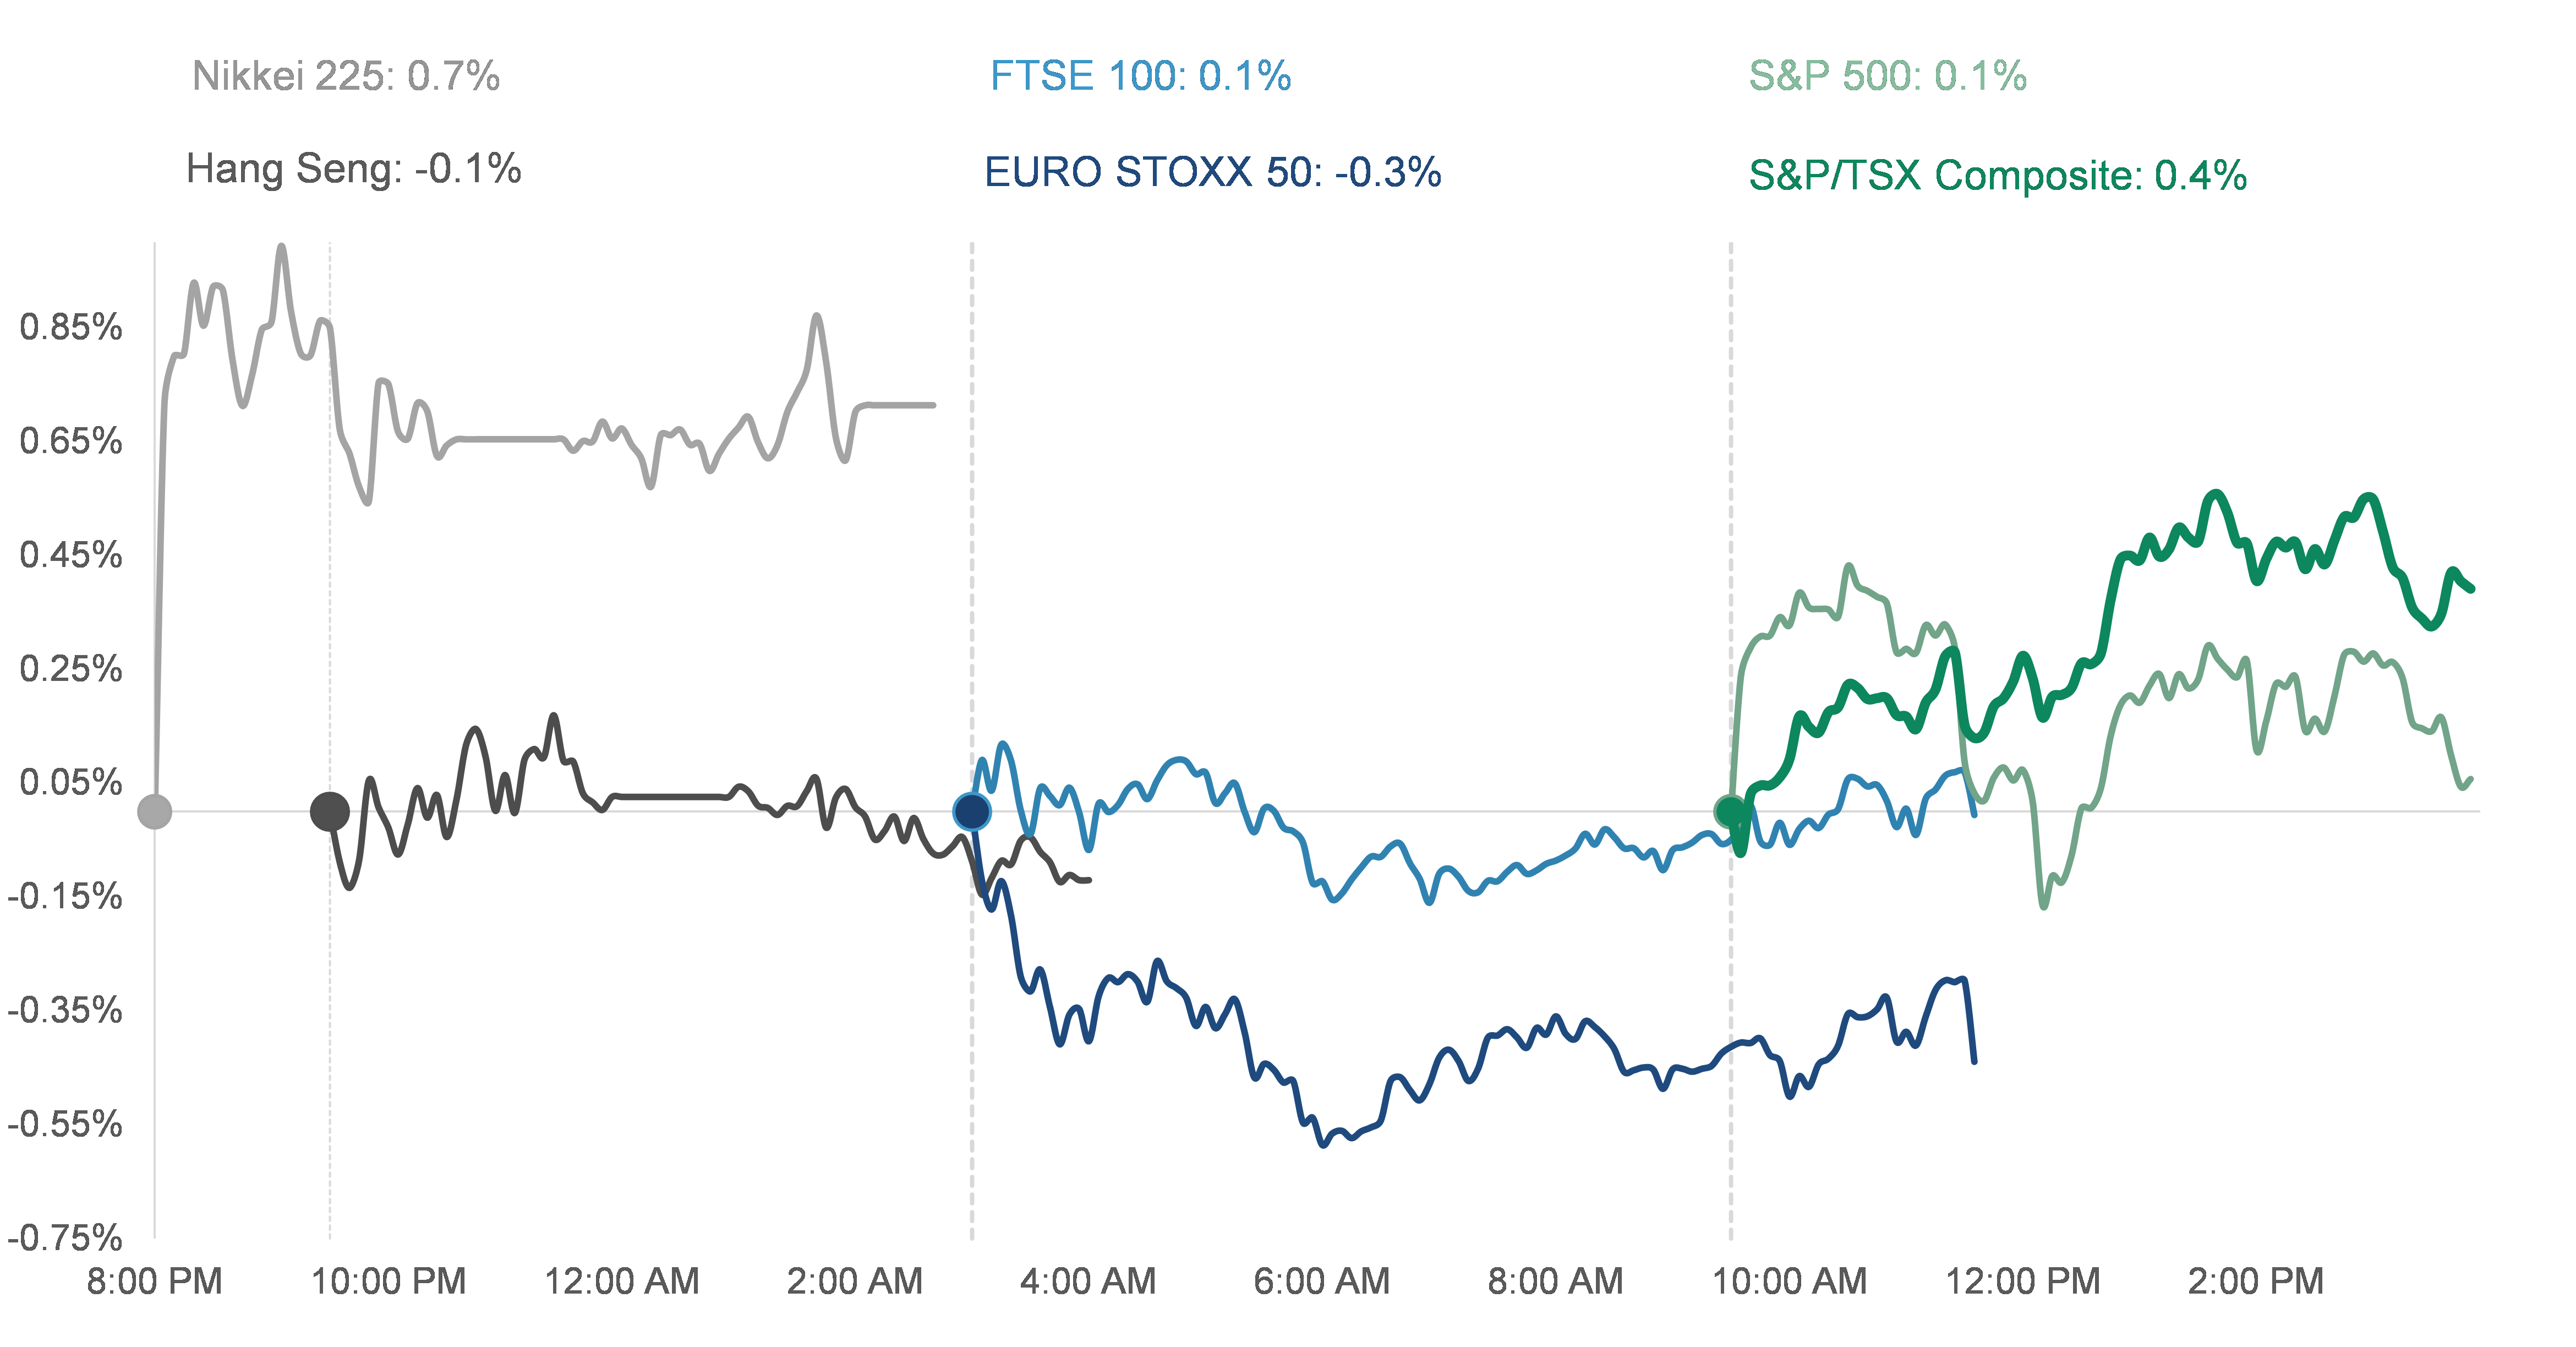 Nikkei 225: 0.7%
FTSE 100: 0.1%
S&P 500: 0.1%
Hang Seng: -0.1%
EURO STOXX 50: -0.3%
S&P/TSX Composite: 0.4%
0.85%
0.65%
0.45%
0.25%
0.05%
-0.15%
-0.35%
-0.55%
-0.75%
8:00 PM
10:00 PM
12:00 AM
2:00 AM
4:00 AM
6:00 AM
8:00 AM
10:00 AM
12:00 PM
2:00 PM